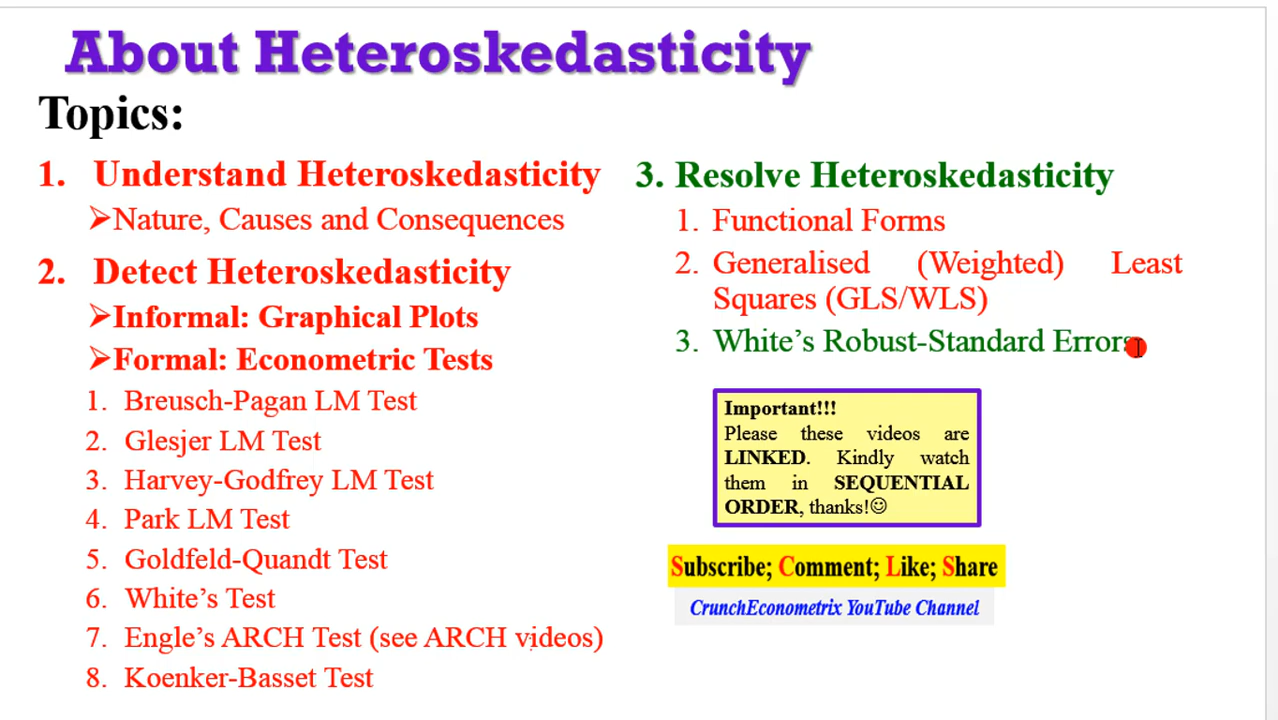 About Heteroskedasticity
Topics:
1. Understand Heteroskedasticity
➢Nature, Causes and Consequences
2. Detect Heteroskedasticity
➢Informal: Graphical Plots
➢Formal: Econometric Tests
1. Breusch-Pagan LM Test
2. Glesjer LM Test
3. Harvey-Godfrey LM Test
4. Park LM Test
5. Goldfeld-Quandt Test
6. White's Test
7. Engle's ARCH Test (see ARCH videos)
8. Koenker-Basset Test
3. Resolve Heteroskedasticity
1. Functional Forms
2. Generalised (Weighted) Least
Squares (GLS/WLS)
3. White's Robust-Standard Errors
Important!!!
Please these videos are
LINKED. Kindly watch
them in SEQUENTIAL
ORDER, thanks!☺
Subscribe; Comment; Like; Share
CrunchEconometrix YouTube Channel